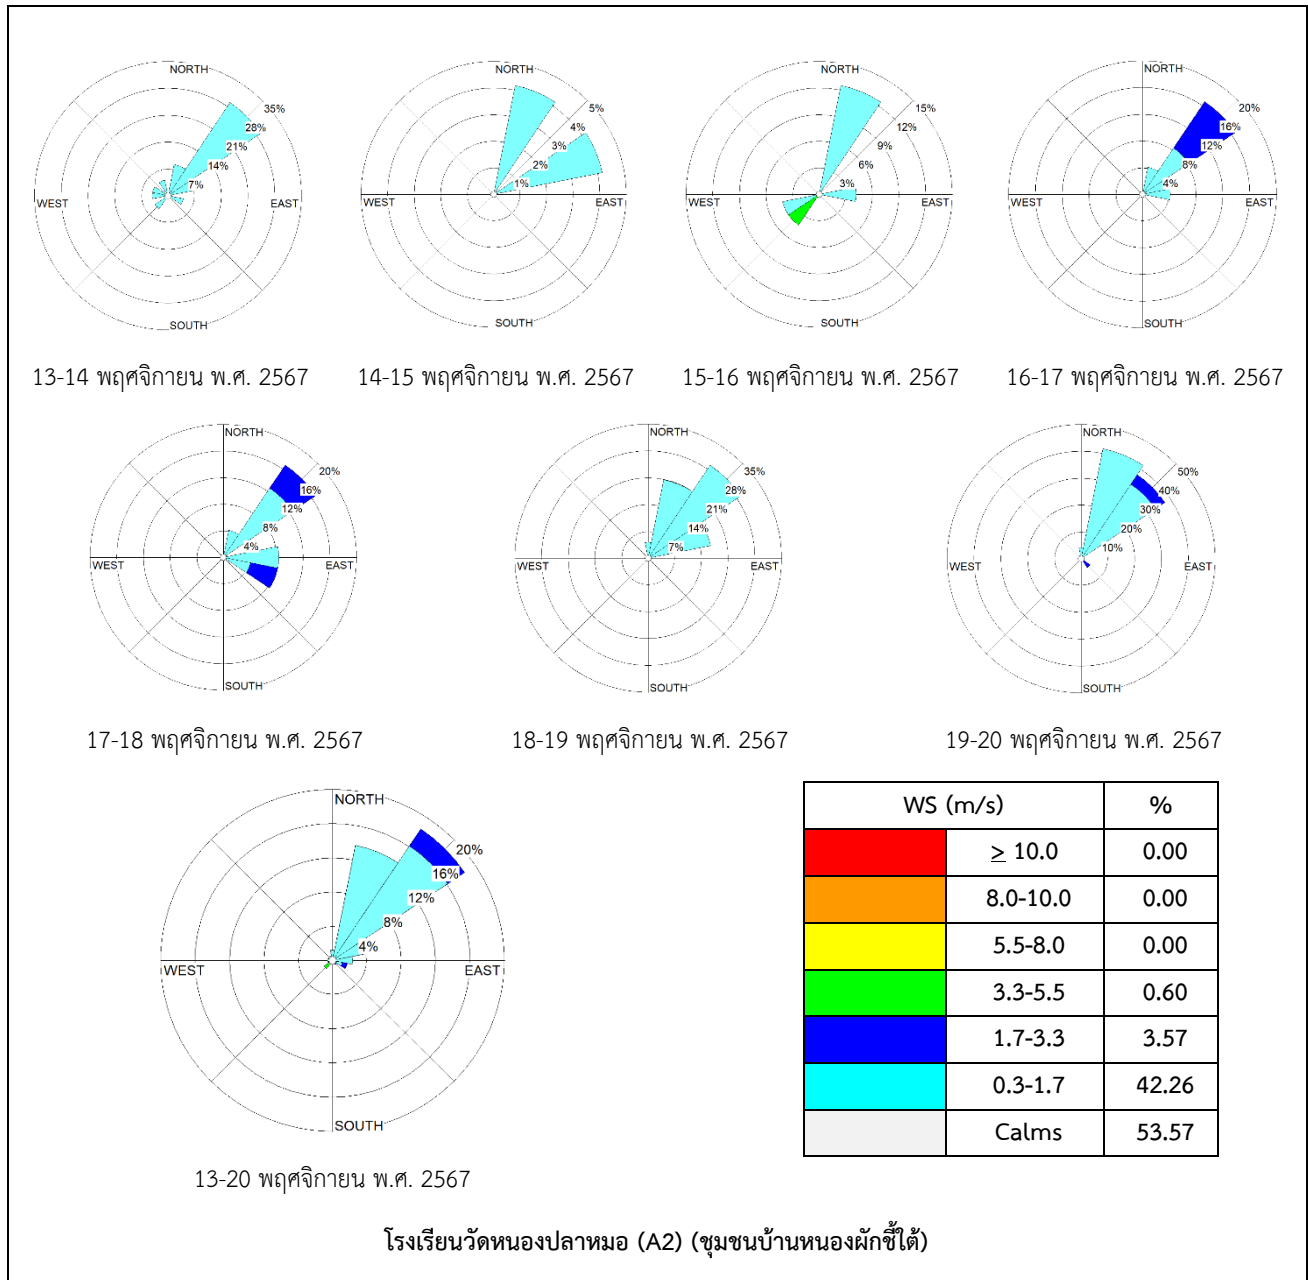 NORTH
35%
28%
21%
14%
7%
WEST
EAST
SOUTH
13-14 พฤศจิกายน พ.ศ. 2567
NORTH
5%
4%
3%
2%
1%
WEST
EAST
SOUTH
14-15 พฤศจิกายน พ.ศ. 2567
NORTH
15%
12%
9%
6%
3%
WEST
EAST
SOUTH
15-16 พฤศจิกายน พ.ศ. 2567
NORTH
20%
16%
12%
8%
4%
WEST
EAST
SOUTH
16-17 พฤศจิกายน พ.ศ. 2567
NORTH
20%
16%
12%
8%
4%
WEST
EAST
SOUTH
17-18 พฤศจิกายน พ.ศ. 2567
NORTH
35%
28%
21%
14%
7%
WEST
EAST
SOUTH
18-19 พฤศจิกายน พ.ศ. 2567
NORTH
50%
40%
30%
20%
10%
WEST
EAST
SOUTH
19-20 พฤศจิกายน พ.ศ. 2567
NORTH
20%
16%
12%
8%
4%
WEST
EAST
SOUTH
13-20 พฤศจิกายน พ.ศ. 2567
WS (m/s) %
≥ 10.0 0.00
8.0-10.0 0.00
5.5-8.0 0.00
3.3-5.5 0.60
1.7-3.3 3.57
0.3-1.7 42.26
Calms 53.57
โรงเรียนวัดหนองปลาหมอ (A2) (ชุมชนบ้านหนองผักชี้ใต้)